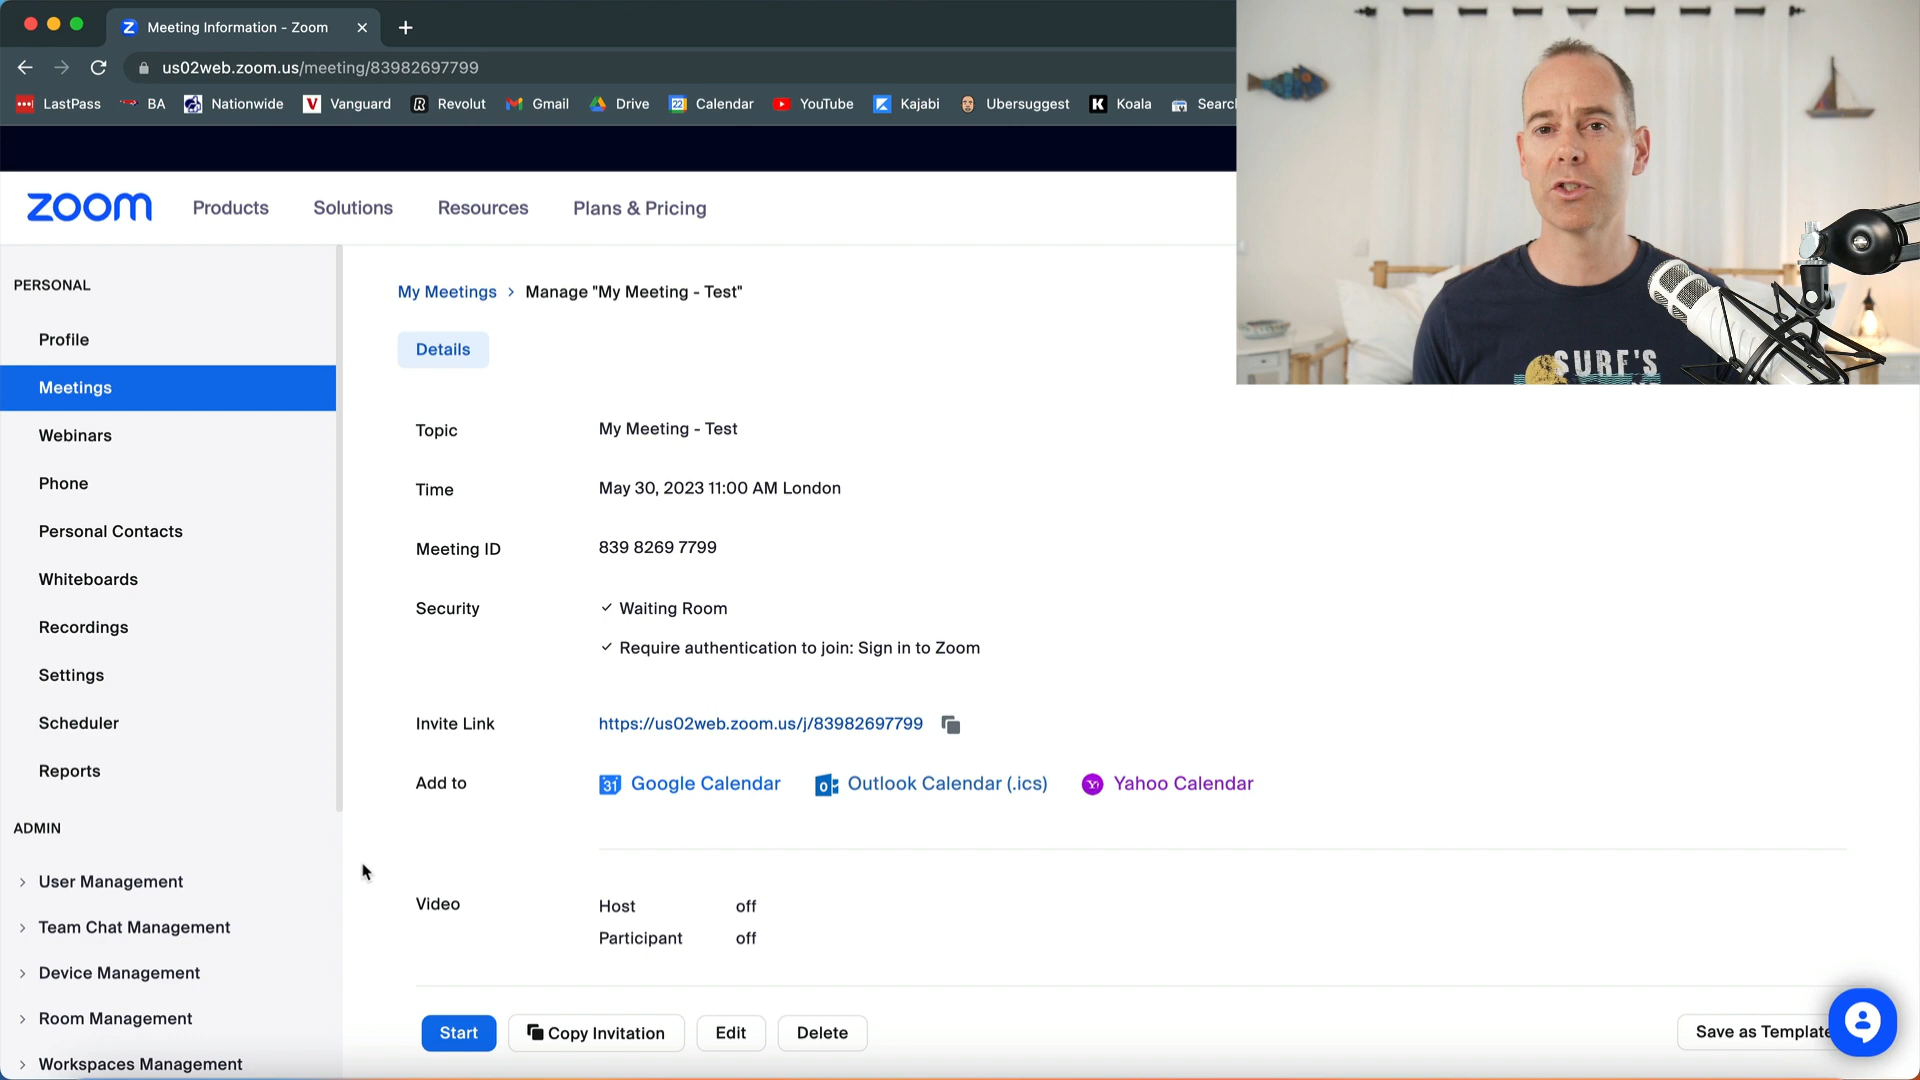 Meeting Information - Zoom
us02web.zoom.us/meeting/83982697799
LastPass BA Nationwide Vanguard Revolut Gmail Drive Calendar YouTube Kajabi Ubersuggest Koala Search
zoom Products Solutions Resources Plans & Pricing
SURF'S
PERSONAL
Profile
Meetings
Webinars
Phone
Personal Contacts
Whiteboards
Recordings
Settings
Scheduler
Reports
ADMIN
User Management
Team Chat Management
Device Management
Room Management
Workspaces Management
My Meetings > Manage "My Meeting - Test"
Details
Topic My Meeting - Test
Time May 30, 2023 11:00 AM London
Meeting ID 839 8269 7799
Security ✓ Waiting Room
✓ Require authentication to join: Sign in to Zoom
Invite Link https://us02web.zoom.us/j/83982697799
Add to 31 Google Calendar Outlook Calendar (.ics) Yahoo Calendar
Video Host off
Participant off
Start Copy Invitation Edit Delete Save as Template